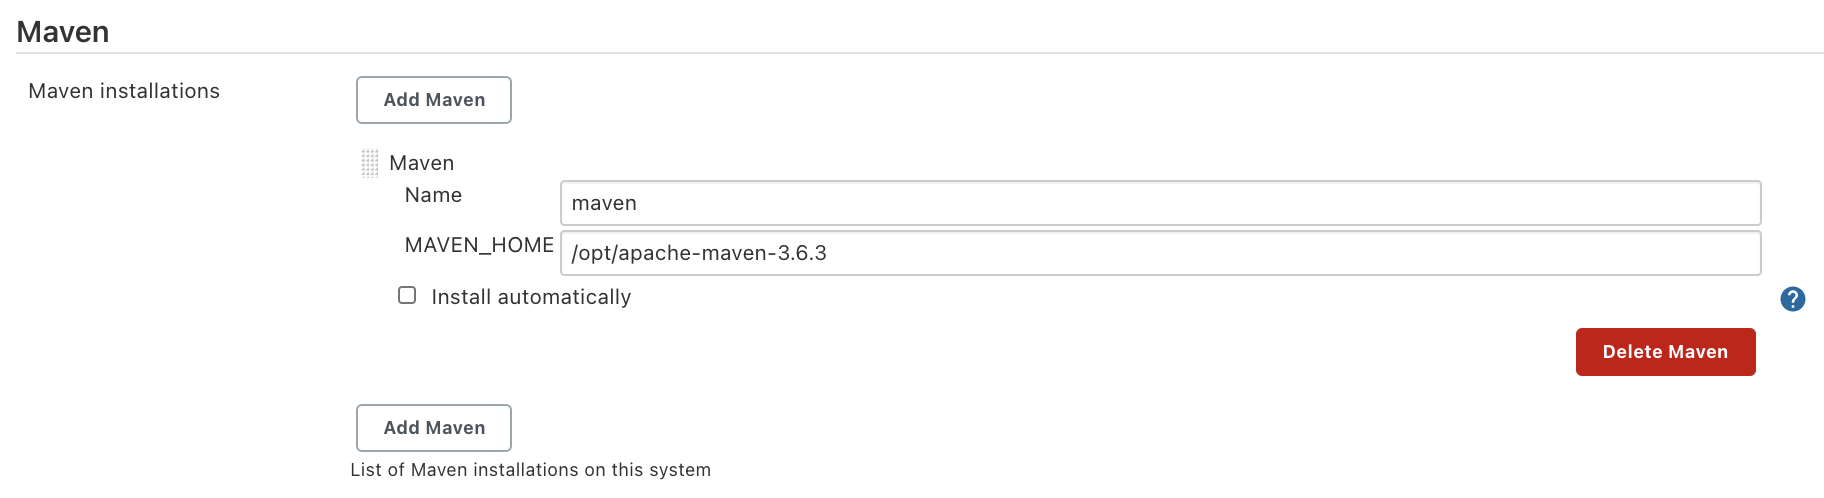 Maven
Maven installations
Add Maven
Maven
Name
maven
MAVEN_HOME
/opt/apache-maven-3.6.3
Install automatically
?
Delete Maven
Add Maven
List of Maven installations on this system